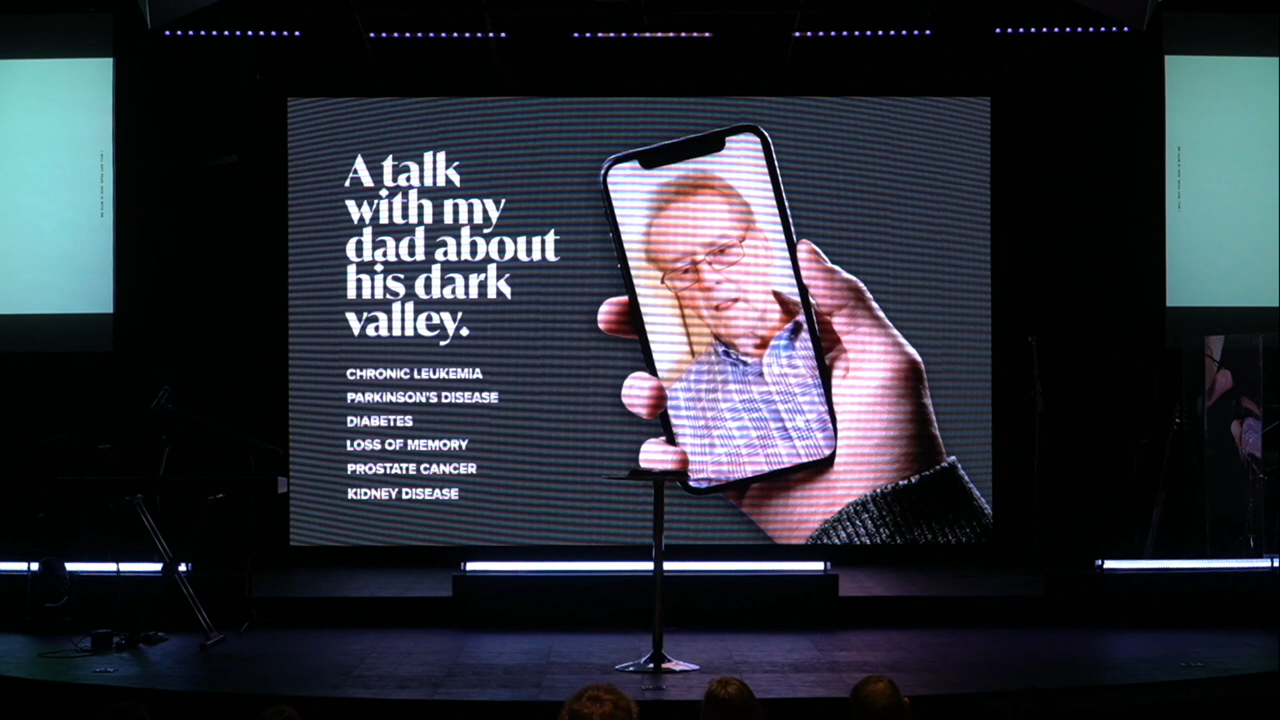 A talk
with my
dad about
his dark
valley.
CHRONIC LEUKEMIA
PARKINSON'S DISEASE
DIABETES
LOSS OF MEMORY
PROSTATE CANCER
KIDNEY DISEASE